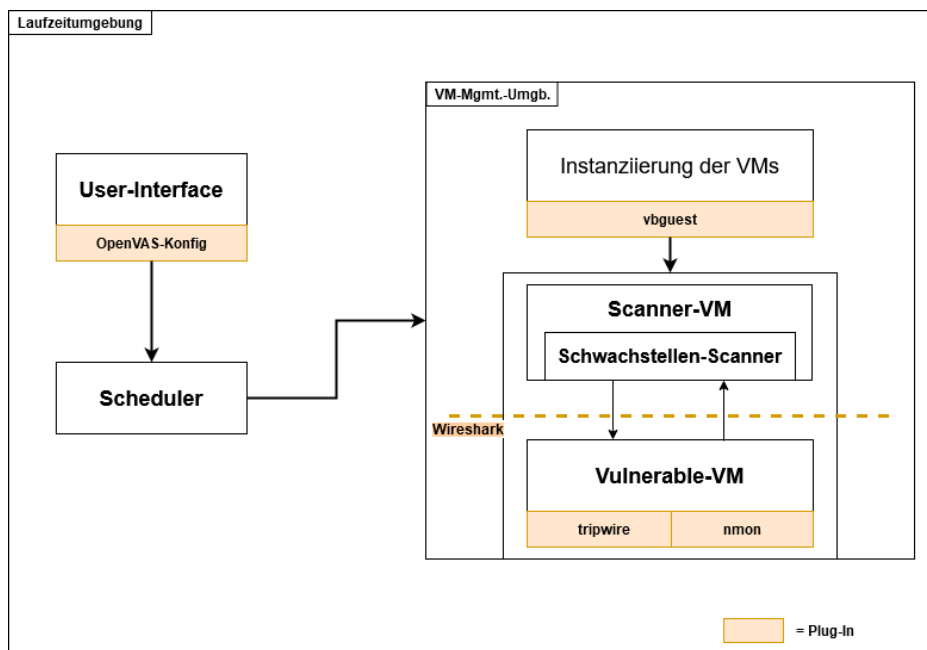 Laufzeitumgebung
VM-Mgmt.-Umgb.
User-Interface
OpenVAS-Konfig
Scheduler
Instanziierung der VMs
vbguest
Scanner-VM
Schwachstellen-Scanner
Wireshark
Vulnerable-VM
tripwire
nmon
= Plug-In